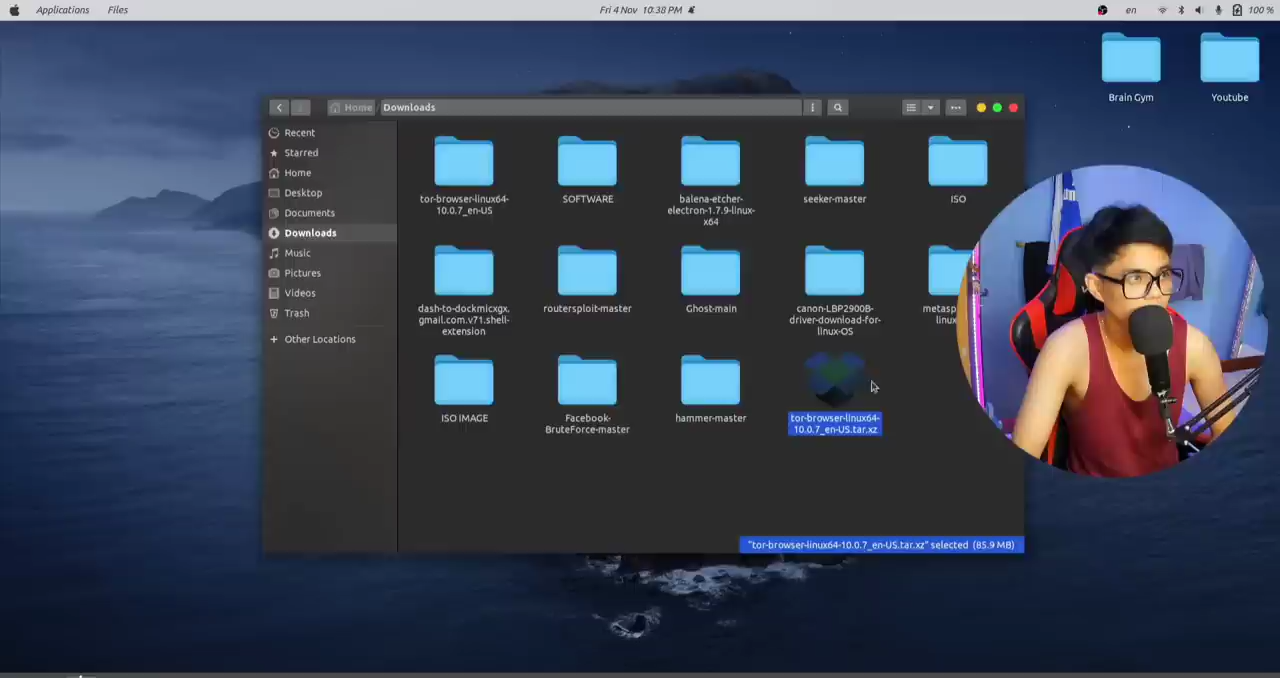 Applications Files Fri 4 Nov 10:38 PM en 100 %
Brain Gym Youtube
Home Downloads
Recent
Starred
Home
Desktop
Documents
Downloads
Music
Pictures
Videos
Trash
Other Locations
tor-browser-linux64-
10.0.7_en-US
SOFTWARE
balena-etcher-
electron-1.7.9-linux-
x64
seeker-master
ISO
dash-to-dockmicxgx.
gmail.com.v71.shell-
extension
routersploit-master
Ghost-main
canon-LBP2900B-
driver-download-for-
linux-OS
metasp
linux
ISO IMAGE
Facebook-
BruteForce-master
hammer-master
tor-browser-linux64-
10.0.7_en-US.tar.xz
"tor-browser-linux64-10.0.7_en-US.tar.xz" selected (85.9 MB)